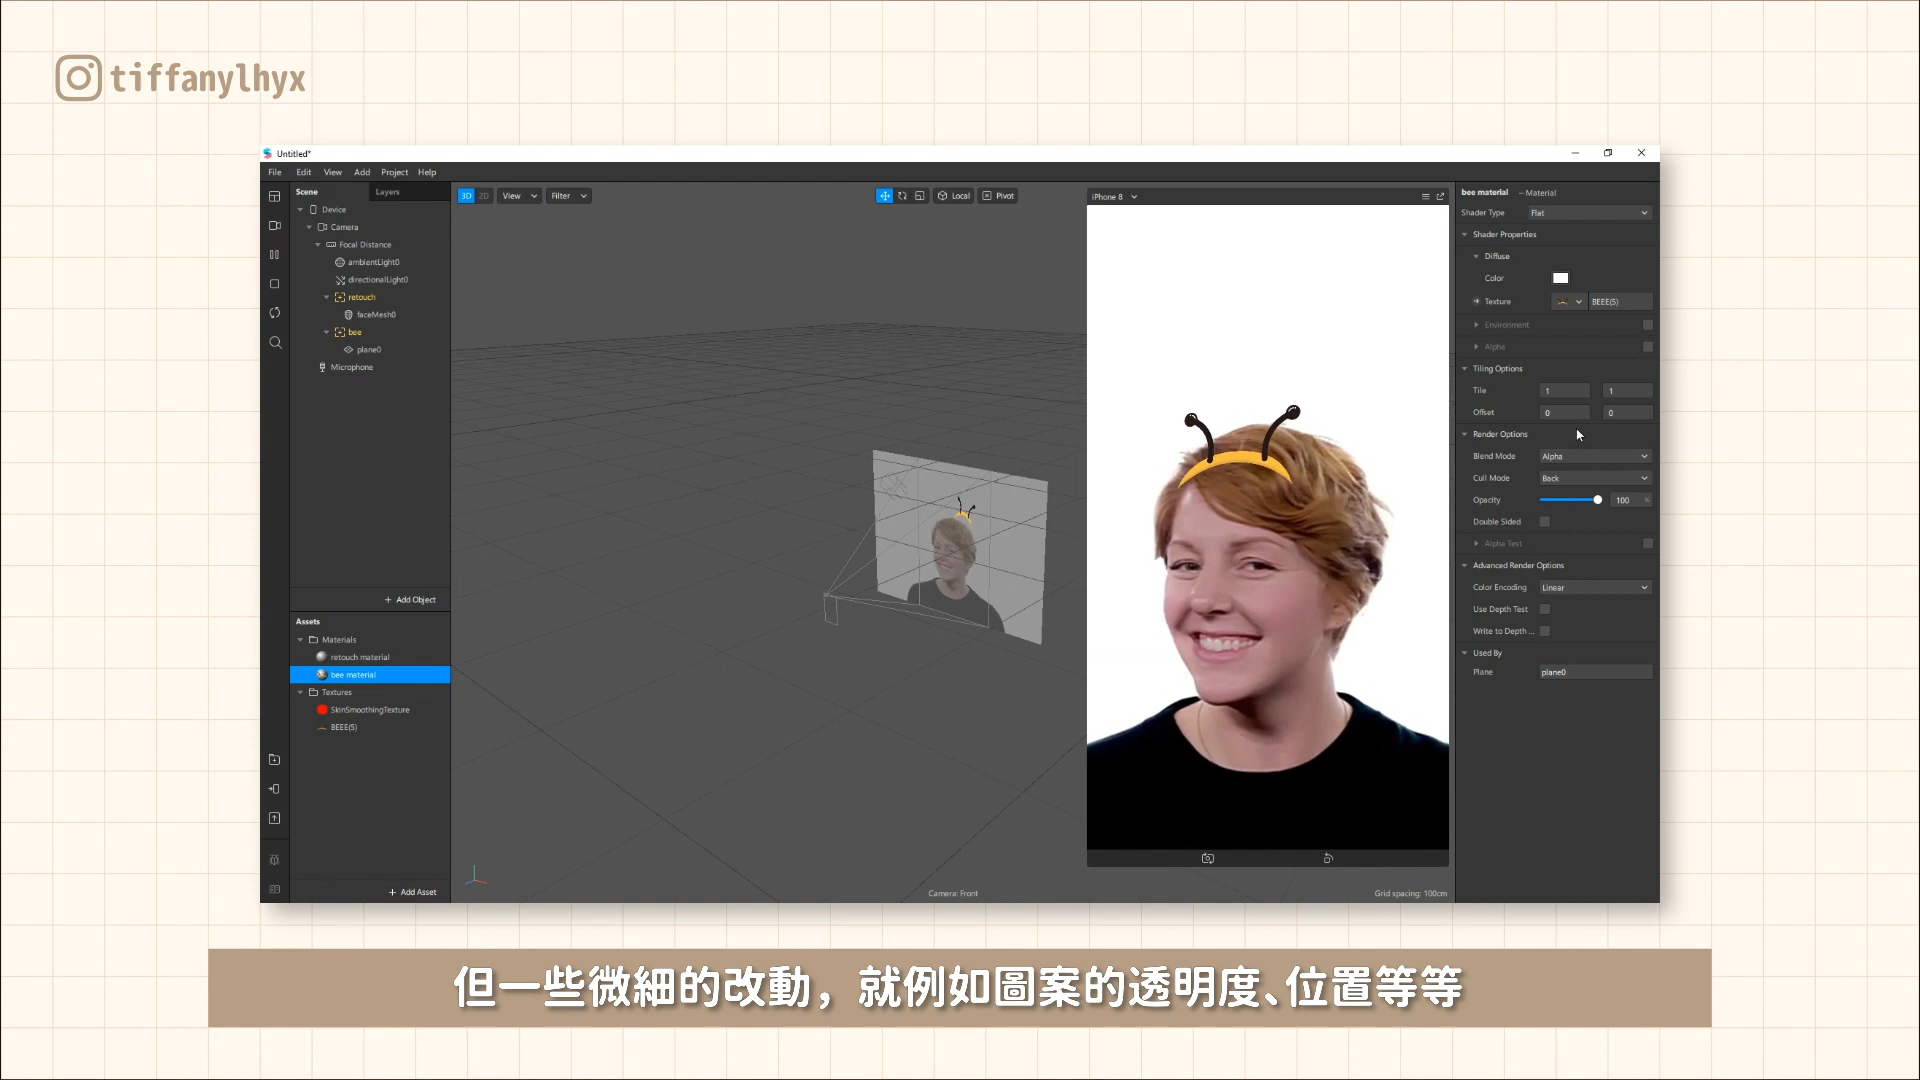 tiffanylhyx
Untitled*
File Edit View Add Project Help
Scene Layers
Device
Camera
Focal Distance
ambientLight0
directionalLight0
retouch
faceMesh0
bee
plane0
Microphone
+ Add Object
Assets
Materials
retouch material
bee material
Textures
SkinSmoothingTexture
BEEE(5)
+ Add Asset
3D 2D View Filter Local Pivot
Camera: Front
Grid spacing: 100cm
iPhone 8
bee material – Material
Shader Type Flat
Shader Properties
Diffuse
Color
Texture BEEE(5)
Environment
Alpha
Tiling Options
Tile 1 1
Offset 0 0
Render Options
Blend Mode Alpha
Cull Mode Back
Opacity 100 %
Double Sided
Alpha Test
Advanced Render Options
Color Encoding Linear
Use Depth Test
Write to Depth ...
Used By
Plane plane0
但一些微細的改動，就例如圖案的透明度、位置等等